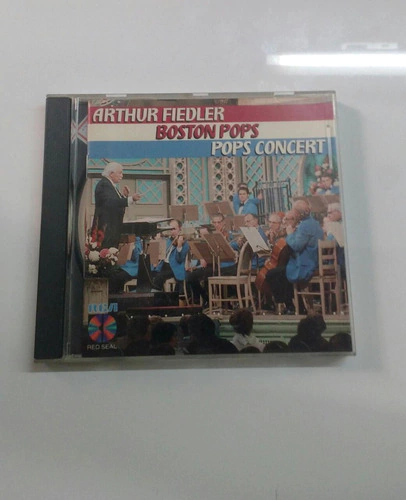 ARTHUR FIEDLER
BOSTON POPS
POPS CONCERT
RCA
RED SEAL